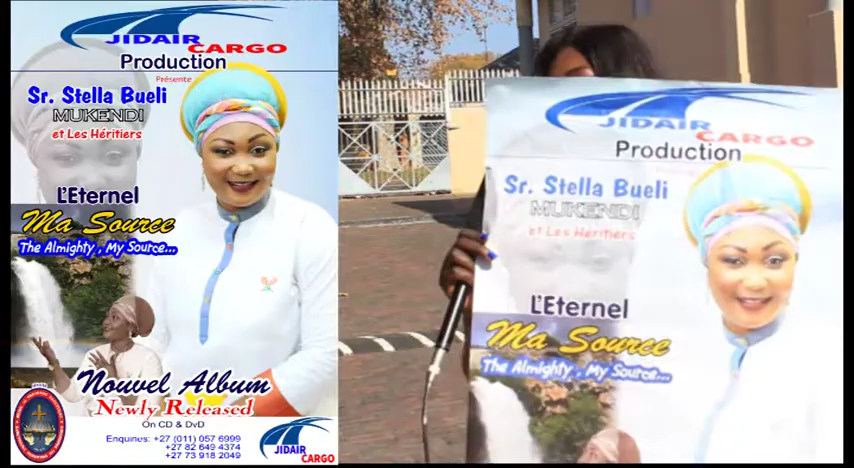 JIDAIR
CARGO
Production
Présente
Sr. Stella Bueli
MUKENDI
et Les Héritiers
L'Eternel
Ma Source
The Almighty , My Source...
Nouvel Album
Newly Released
On CD & DvD
Enquiries: +27 (011) 057 6999
+27 82 649 4374
+27 73 918 2049
JIDAIR
CARGO
JIDAIR
CARGO
Production
Sr. Stella Bueli
MUKENDI
et Les Héritiers
L'Eternel
Ma Source
The Almighty , My Source...